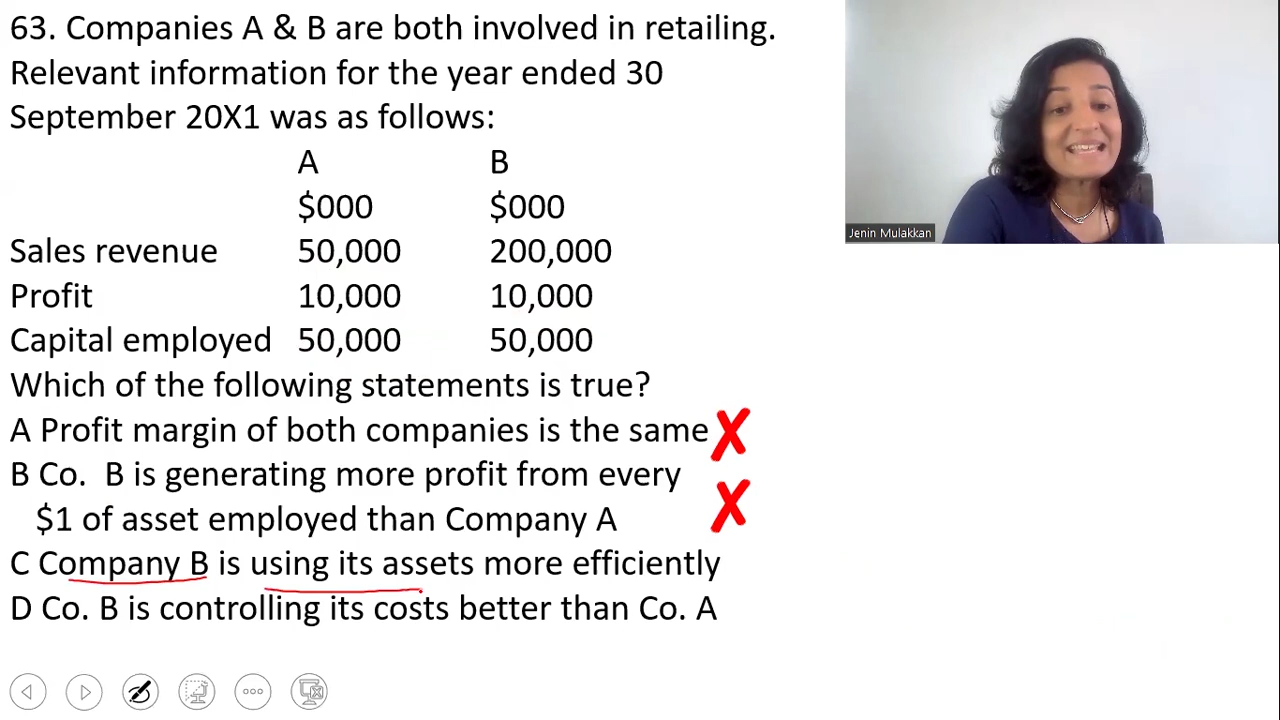 63. Companies A & B are both involved in retailing.
Relevant information for the year ended 30
September 20X1 was as follows:
A B
$000 $000
Sales revenue 50,000 200,000
Profit 10,000 10,000
Capital employed 50,000 50,000
Which of the following statements is true?
A Profit margin of both companies is the same
B Co.  B is generating more profit from every
$1 of asset employed than Company A
C Company B is using its assets more efficiently
D Co. B is controlling its costs better than Co. A
Jenin Mulakkan